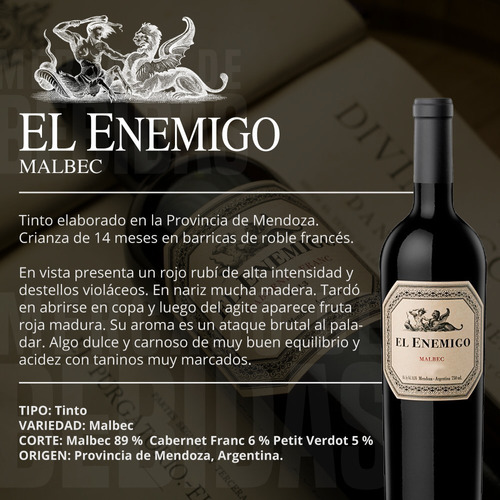 EL ENEMIGO
MALBEC
Tinto elaborado en la Provincia de Mendoza.
Crianza de 14 meses en barricas de roble francés.
En vista presenta un rojo rubí de alta intensidad y
destellos violáceos. En nariz mucha madera. Tardó
en abrirse en copa y luego del agite aparece fruta
roja madura. Su aroma es un ataque brutal al pala-
dar. Algo dulce y carnoso de muy buen equilibrio y
acidez con taninos muy marcados.
TIPO: Tinto
VARIEDAD: Malbec
CORTE: Malbec 89 % Cabernet Franc 6 % Petit Verdot 5 %
ORIGEN: Provincia de Mendoza, Argentina.
EL ENEMIGO
MALBEC